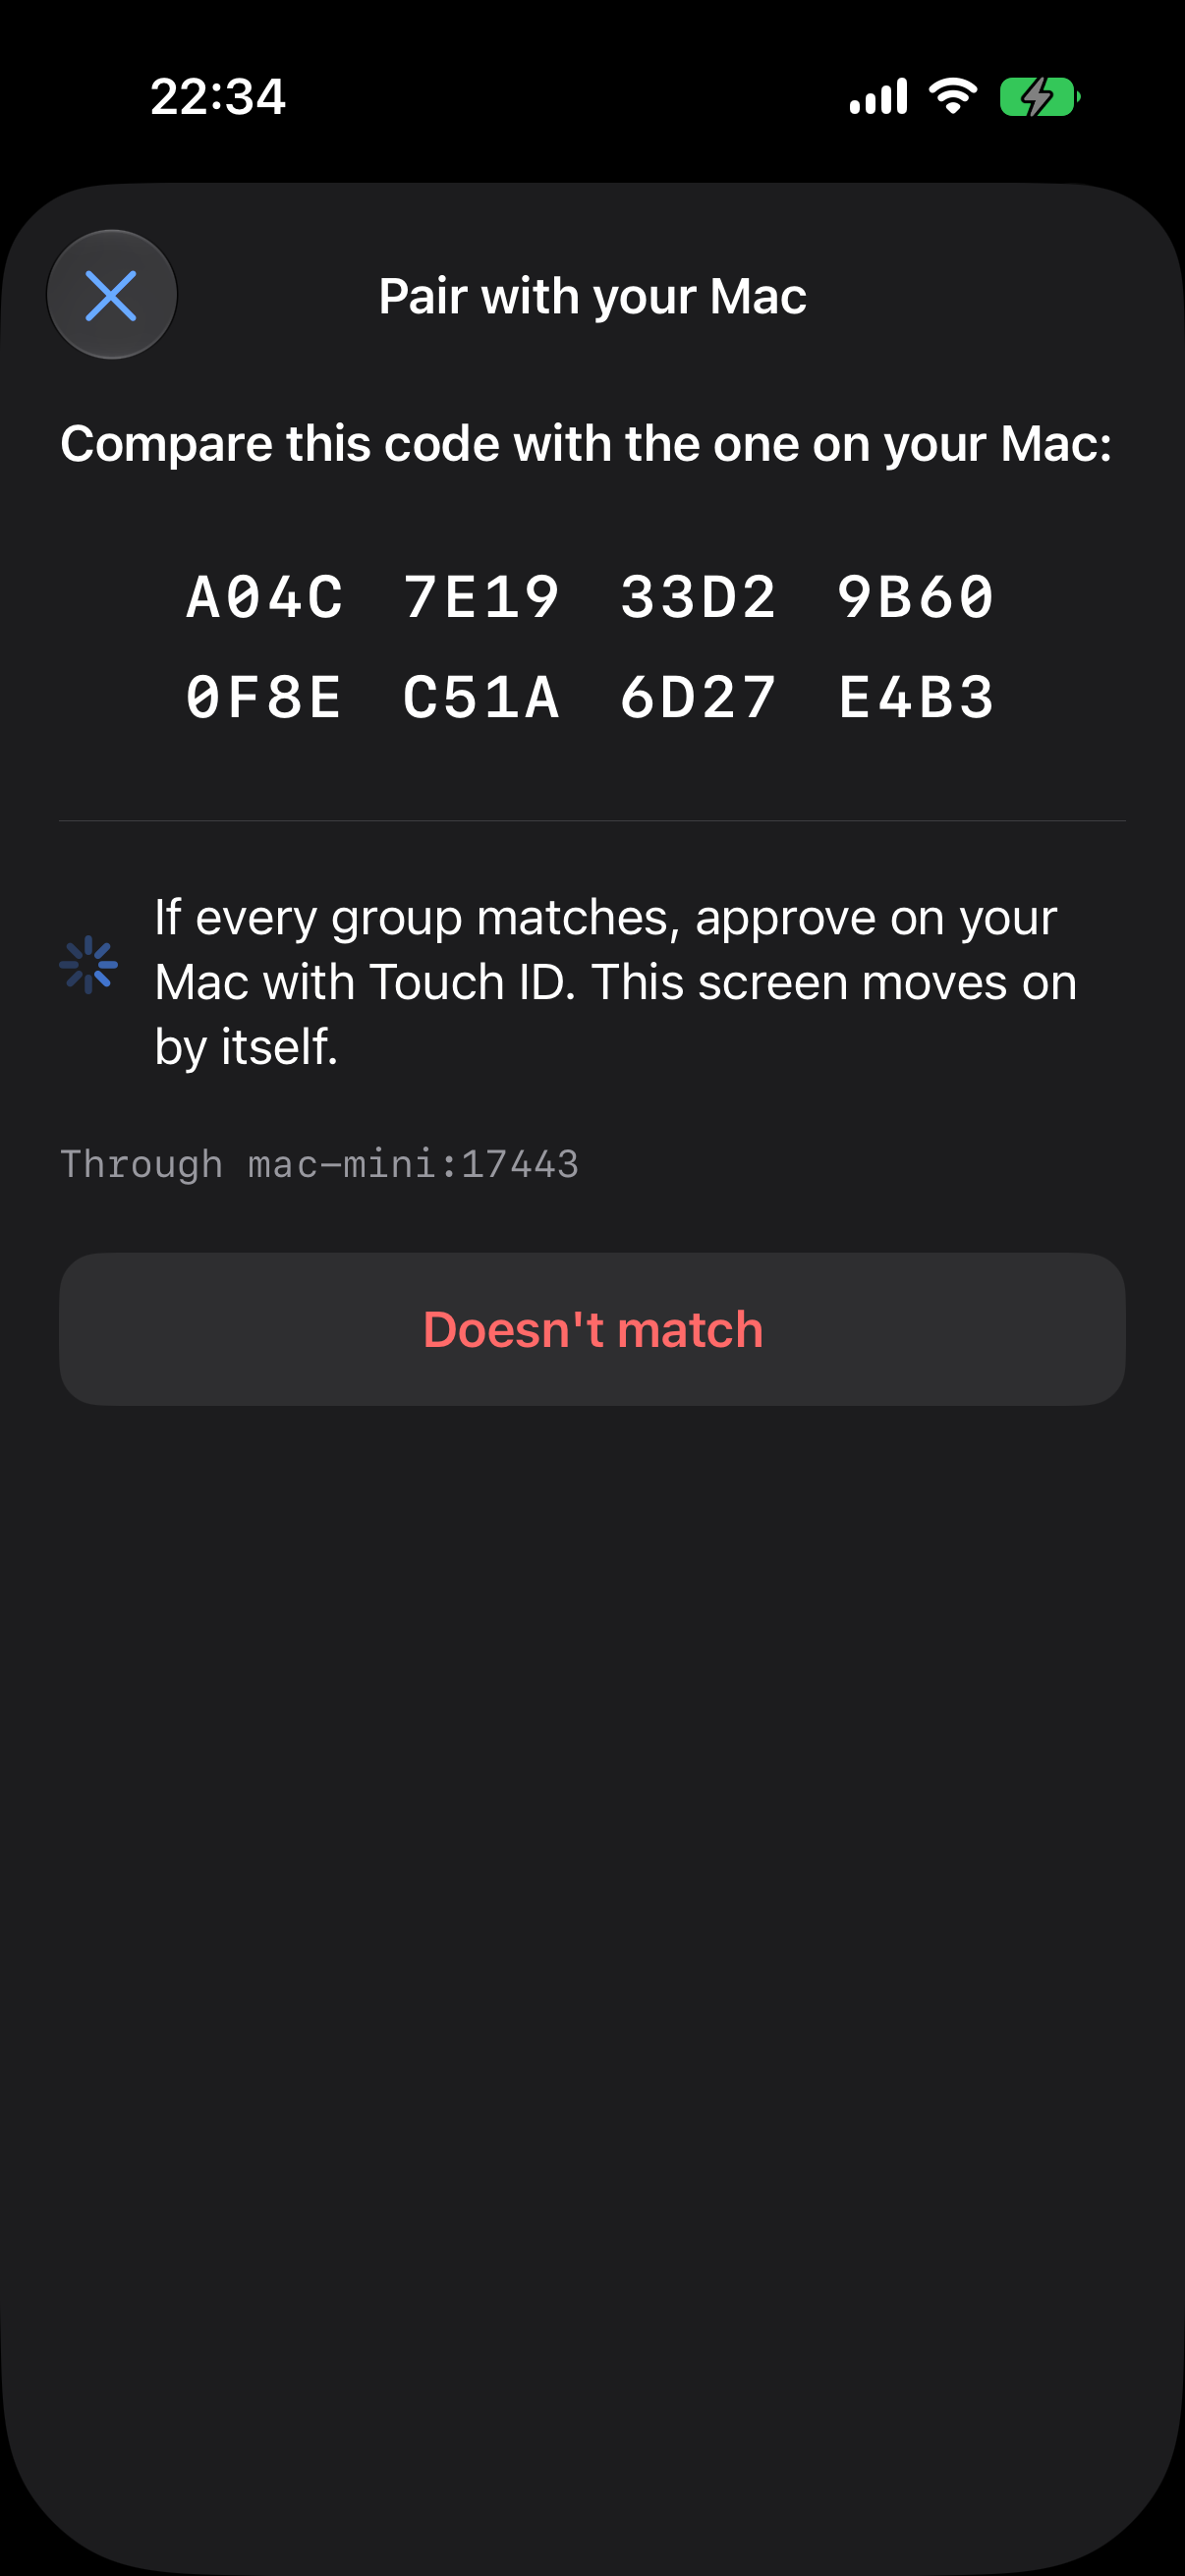 22:34
Pair with your Mac
Compare this code with the one on your Mac:
A04C 7E19 33D2 9B60
0F8E C51A 6D27 E4B3
If every group matches, approve on your
Mac with Touch ID. This screen moves on
by itself.
Through mac-mini:17443
Doesn't match